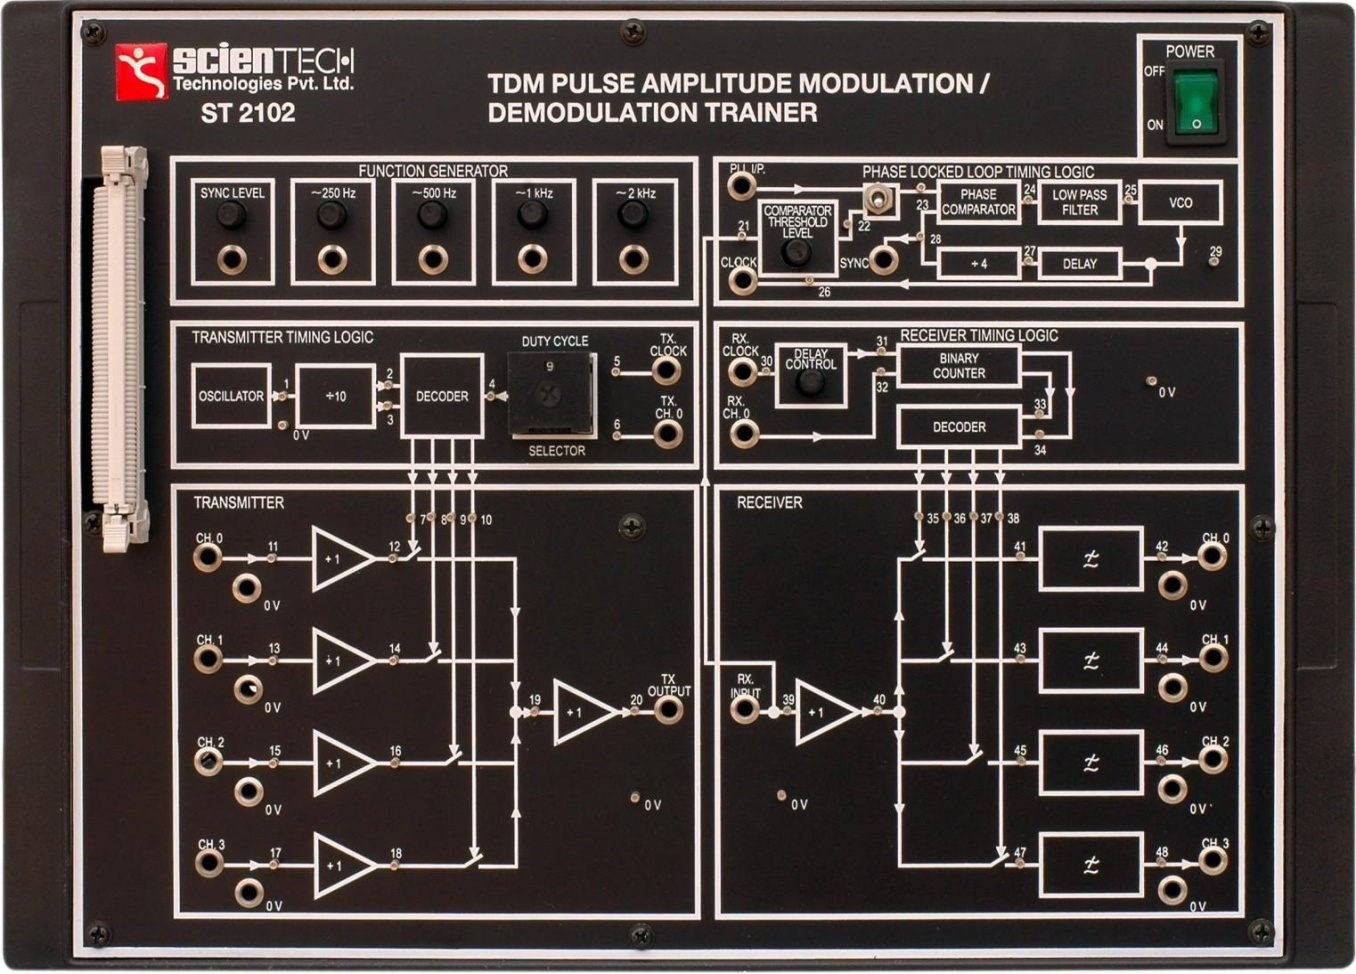 SCIENTECH
Technologies Pvt. Ltd.
ST 2102
TDM PULSE AMPLITUDE MODULATION /
DEMODULATION TRAINER
POWER
OFF
ON
O
FUNCTION GENERATOR
SYNC LEVEL
~250 Hz
~500 Hz
~1 kHz
~2 kHz
PHASE LOCKED LOOP TIMING LOGIC
COMPARATOR
THRESHOLD
LEVEL
21
22
23
PHASE
COMPARATOR
24
LOW PASS
FILTER
25
VCO
CLOCK
SYNC
28
÷ 4
27
DELAY
29
26
TRANSMITTER TIMING LOGIC
OSCILLATOR
1
0 V
÷10
2
3
DECODER
4
DUTY CYCLE
9
SELECTOR
5
TX.
CLOCK
6
TX.
CH. 0
RECEIVER TIMING LOGIC
RX.
CLOCK
30
DELAY
CONTROL
31
32
BINARY
COUNTER
RX.
CH. 0
DECODER
33
34
0 V
TRANSMITTER
7
8
9
10
CH. 0
11
+1
12
0 V
CH. 1
13
+1
14
0 V
CH. 2
15
+1
16
0 V
CH. 3
17
+1
18
0 V
19
+1
20
TX
OUTPUT
0 V
RECEIVER
35
36
37
38
RX.
INPUT
39
+1
40
0 V
41
42
CH. 0
0 V
43
44
CH. 1
0 V
45
46
CH. 2
0 V
47
48
CH. 3
0 V